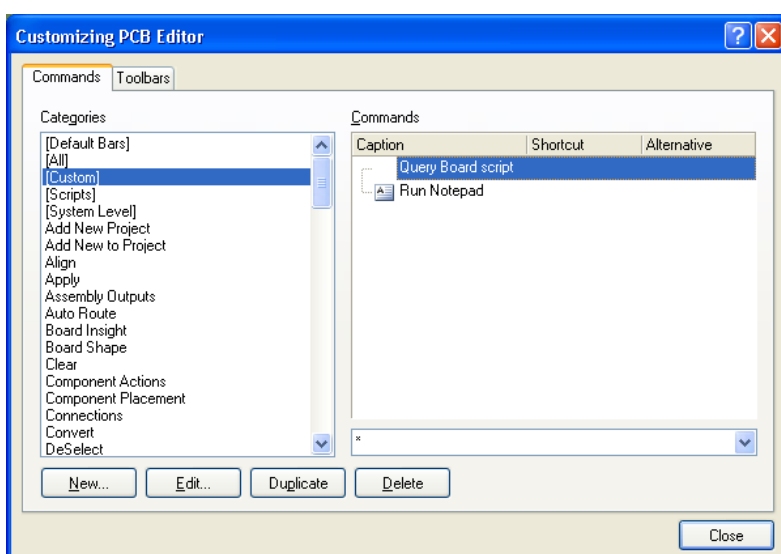 Customizing PCB Editor
Commands Toolbars
Categories
[Default Bars]
[All]
[Custom]
[Scripts]
[System Level]
Add New Project
Add New to Project
Align
Apply
Assembly Outputs
Auto Route
Board Insight
Board Shape
Clear
Component Actions
Component Placement
Connections
Convert
DeSelect
Commands
Caption Shortcut Alternative
Query Board script
Run Notepad
*
New... Edit... Duplicate Delete
Close